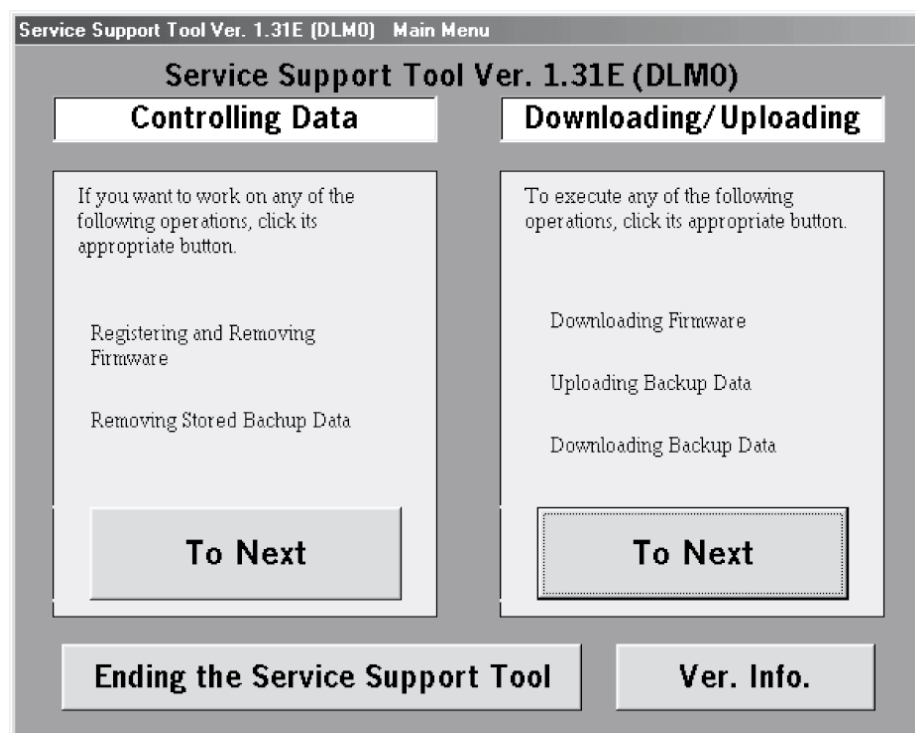 Service Support Tool Ver. 1.31E (DLM0) Main Menu
Service Support Tool Ver. 1.31E (DLM0)
Controlling Data
If you want to work on any of the
following operations, click its
appropriate button.
Registering and Removing
Firmware
Removing Stored Bachup Data
To Next
Downloading/Uploading
To execute any of the following
operations, click its appropriate button.
Downloading Firmware
Uploading Backup Data
Downloading Backup Data
To Next
Ending the Service Support Tool
Ver. Info.